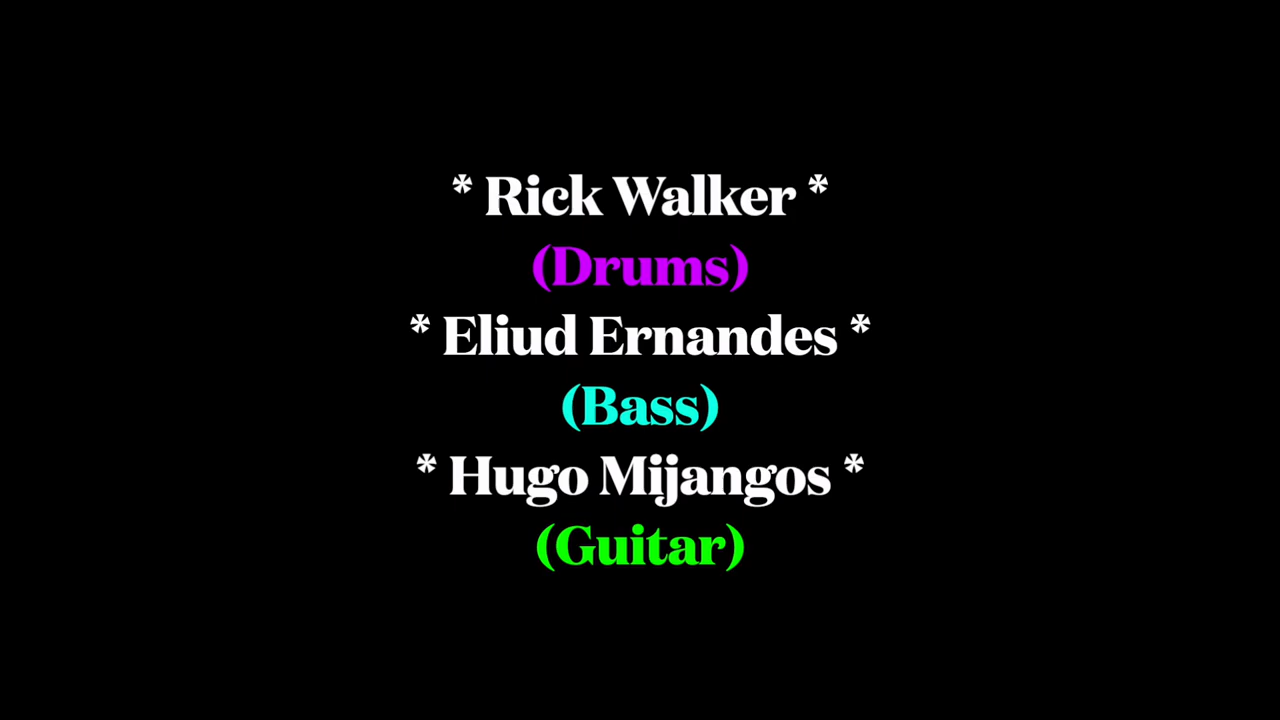 * Rick Walker *
(Drums)
* Eliud Ernandes *
(Bass)
* Hugo Mijangos *
(Guitar)